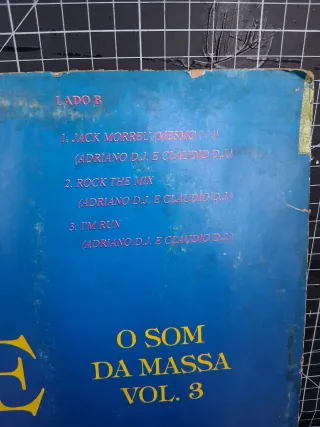 LADO B
1. JACK MORREU (MESMO . . .)
(ADRIANO D.J. E CLAUDIO D.J.)
2. ROCK THE MIX
(ADRIANO D.J. E CLAUDIO D.J.)
3. I'M RUN
(ADRIANO D.J. E CLAUDIO D.J.)
E
O SOM
DA MASSA
VOL. 3